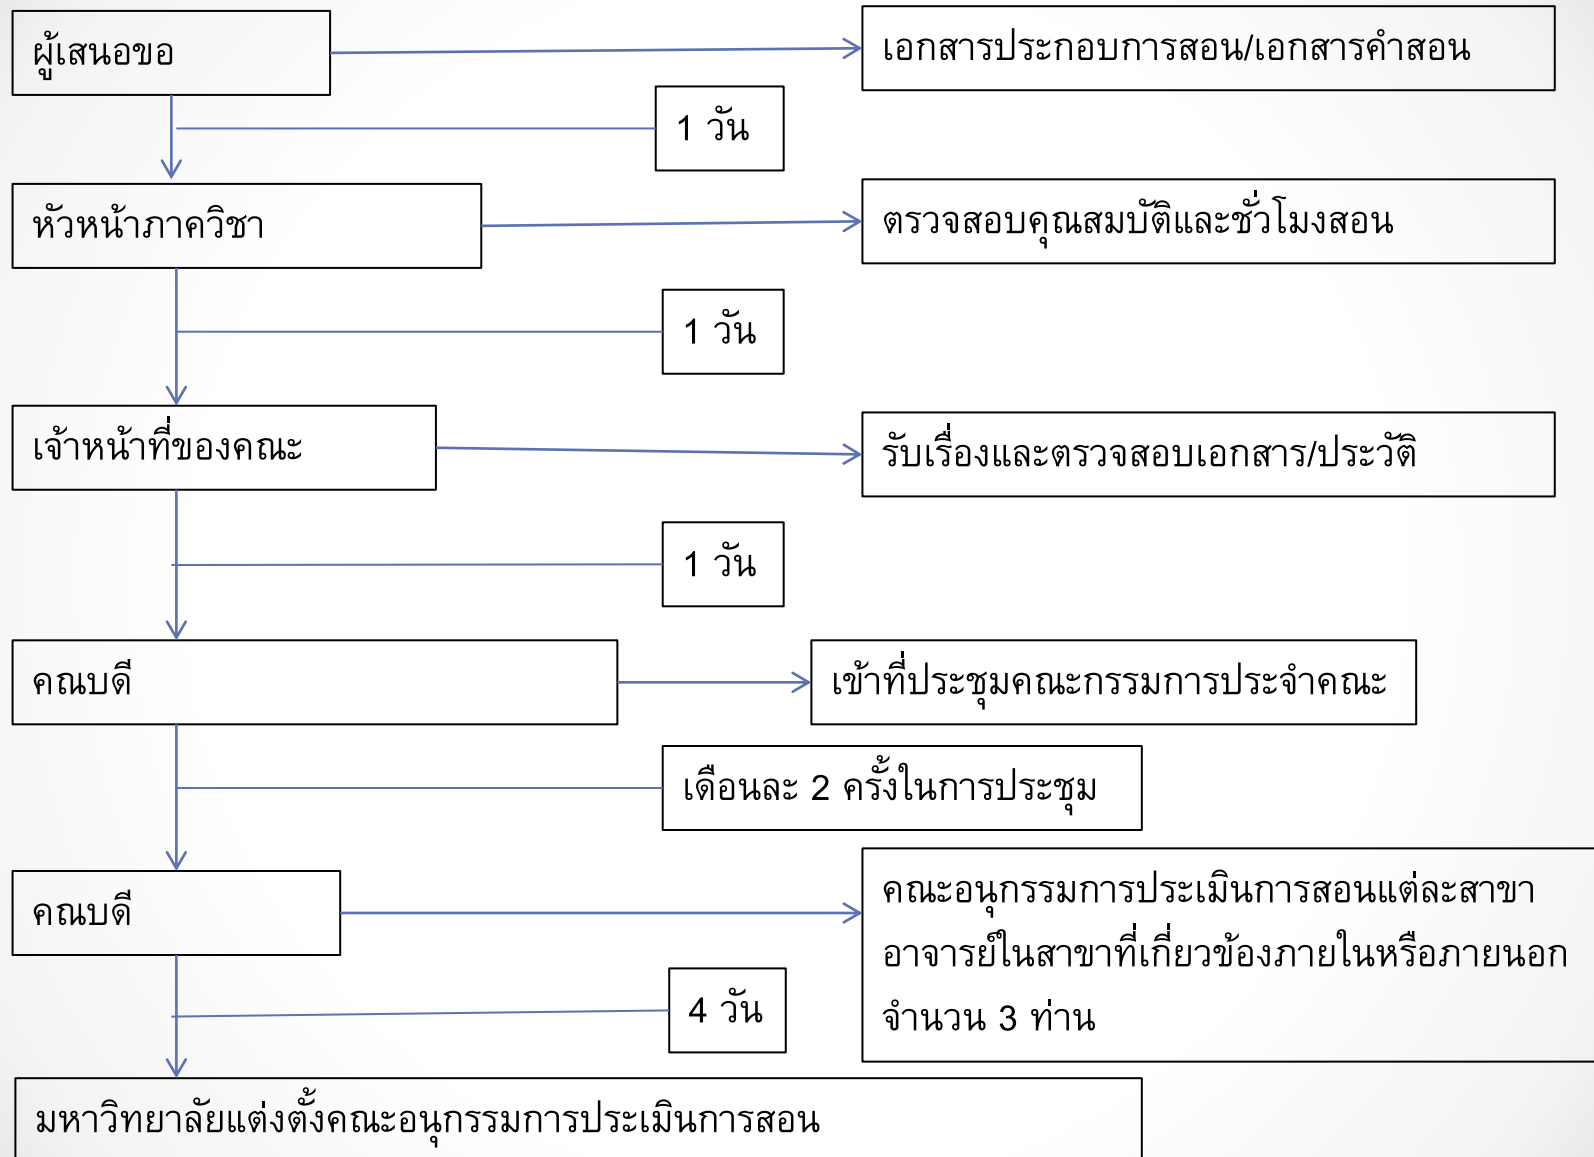 ผู้เสนอขอ
เอกสารประกอบการสอน/เอกสารคำสอน
1 วัน
หัวหน้าภาควิชา
ตรวจสอบคุณสมบัติและชั่วโมงสอน
1 วัน
เจ้าหน้าที่ของคณะ
รับเรื่องและตรวจสอบเอกสาร/ประวัติ
1 วัน
คณบดี
เข้าที่ประชุมคณะกรรมการประจำคณะ
เดือนละ 2 ครั้งในการประชุม
คณบดี
คณะอนุกรรมการประเมินการสอนแต่ละสาขา
อาจารย์ในสาขาที่เกี่ยวข้องภายในหรือภายนอก
จำนวน 3 ท่าน
4 วัน
มหาวิทยาลัยแต่งตั้งคณะอนุกรรมการประเมินการสอน